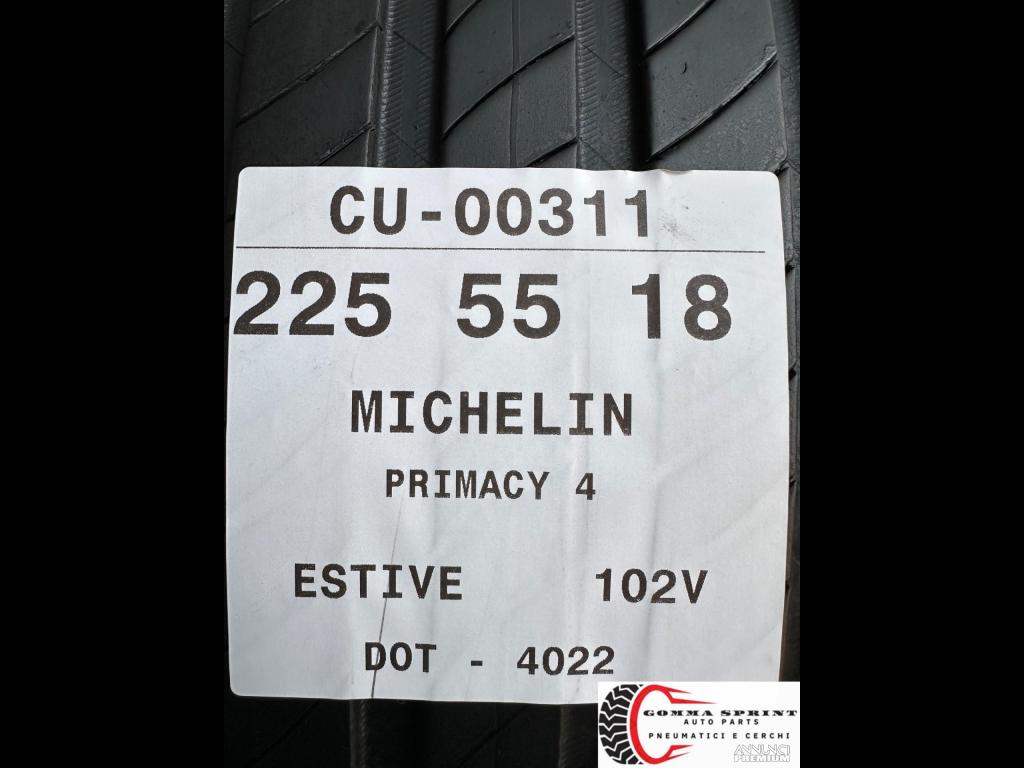 CU-00311
225 55 18
MICHELIN
PRIMACY 4
ESTIVE 102V
DOT - 4022
GOMMA SPRINT
AUTO PARTS
PNEUMATICI E CERCHI
ANNUNCI
PREMIUM